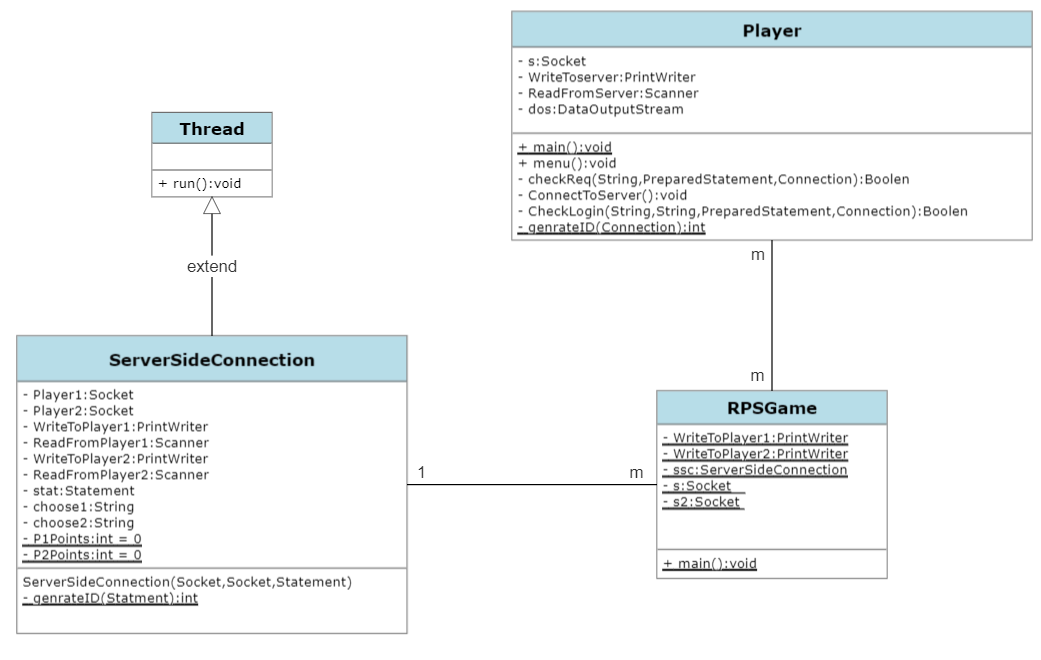 Player
- s:Socket
- WriteToserver:PrintWriter
- ReadFromServer:Scanner
- dos:DataOutputStream
+ main():void
+ menu():void
- checkReq(String,PreparedStatement,Connection):Boolen
- ConnectToServer():void
- CheckLogin(String,String,PreparedStatement,Connection):Boolen
- genrateID(Connection):int
Thread
+ run():void
extend
m
m
ServerSideConnection
- Player1:Socket
- Player2:Socket
- WriteToPlayer1:PrintWriter
- ReadFromPlayer1:Scanner
- WriteToPlayer2:PrintWriter
- ReadFromPlayer2:Scanner
- stat:Statement
- choose1:String
- choose2:String
- P1Points:int = 0
- P2Points:int = 0
ServerSideConnection(Socket,Socket,Statement)
- genrateID(Statment):int
1
m
RPSGame
- WriteToPlayer1:PrintWriter
- WriteToPlayer2:PrintWriter
- ssc:ServerSideConnection
- s:Socket
- s2:Socket
+ main():void